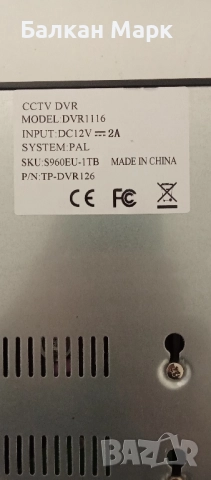 Балкан Марк
CCTV DVR
MODEL:DVR1116
INPUT:DC12V ⎓ 2A
SYSTEM:PAL
SKU:S960EU-1TB MADE IN CHINA
P/N:TP-DVR126
CE FC
BAZAR